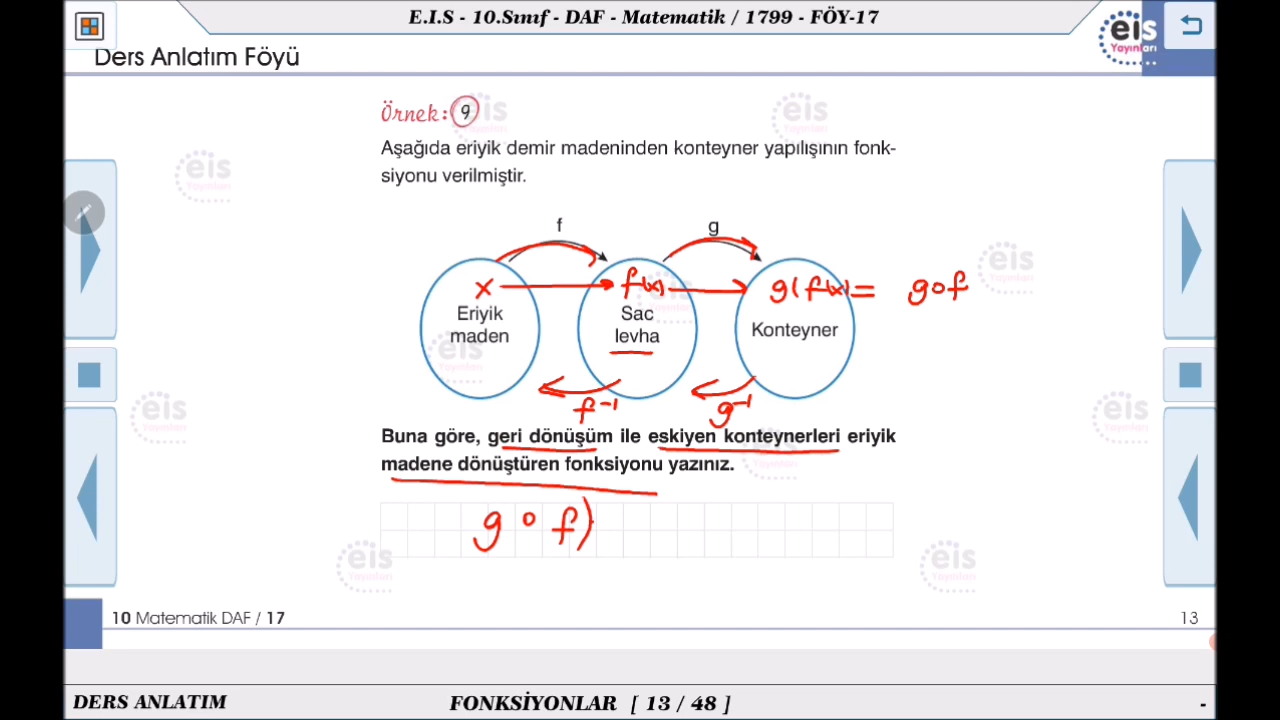 E.I.S - 10.Sınıf - DAF - Matematik / 1799 - FÖY-17
Ders Anlatım Föyü
eis
Yayınları
Örnek: 9
Aşağıda eriyik demir madeninden konteyner yapılışının fonk-
siyonu verilmiştir.
f
g
x
f(x)
g(f(x) = gof
Eriyik
maden
Sac
levha
Konteyner
f⁻¹
g⁻¹
Buna göre, geri dönüşüm ile eskiyen konteynerleri eriyik
madene dönüştüren fonksiyonu yazınız.
g o f)
10 Matematik DAF / 17
13
DERS ANLATIM
FONKSİYONLAR [ 13 / 48 ]
-